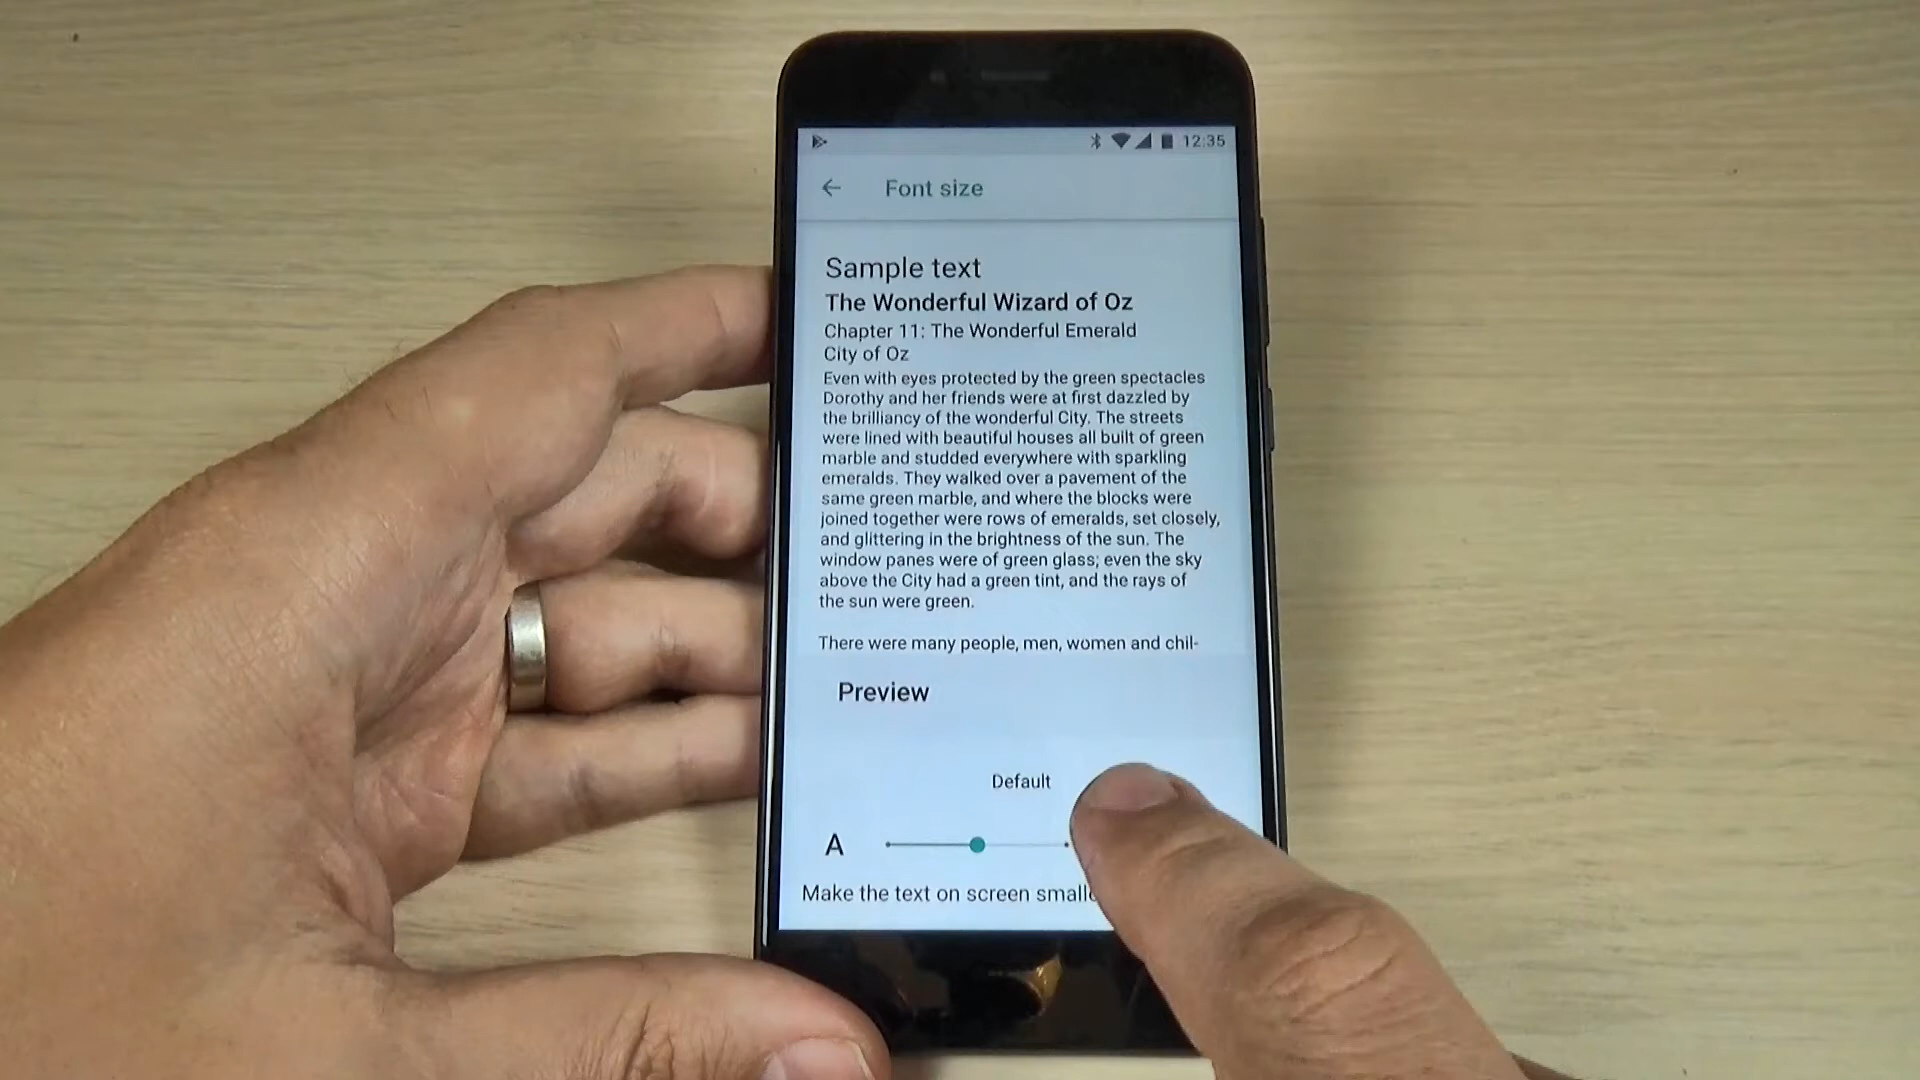 12:35
Font size
Sample text
The Wonderful Wizard of Oz
Chapter 11: The Wonderful Emerald
City of Oz
Even with eyes protected by the green spectacles
Dorothy and her friends were at first dazzled by
the brilliancy of the wonderful City. The streets
were lined with beautiful houses all built of green
marble and studded everywhere with sparkling
emeralds. They walked over a pavement of the
same green marble, and where the blocks were
joined together were rows of emeralds, set closely,
and glittering in the brightness of the sun. The
window panes were of green glass; even the sky
above the City had a green tint, and the rays of
the sun were green.
There were many people, men, women and chil-
Preview
Default
A
Make the text on screen